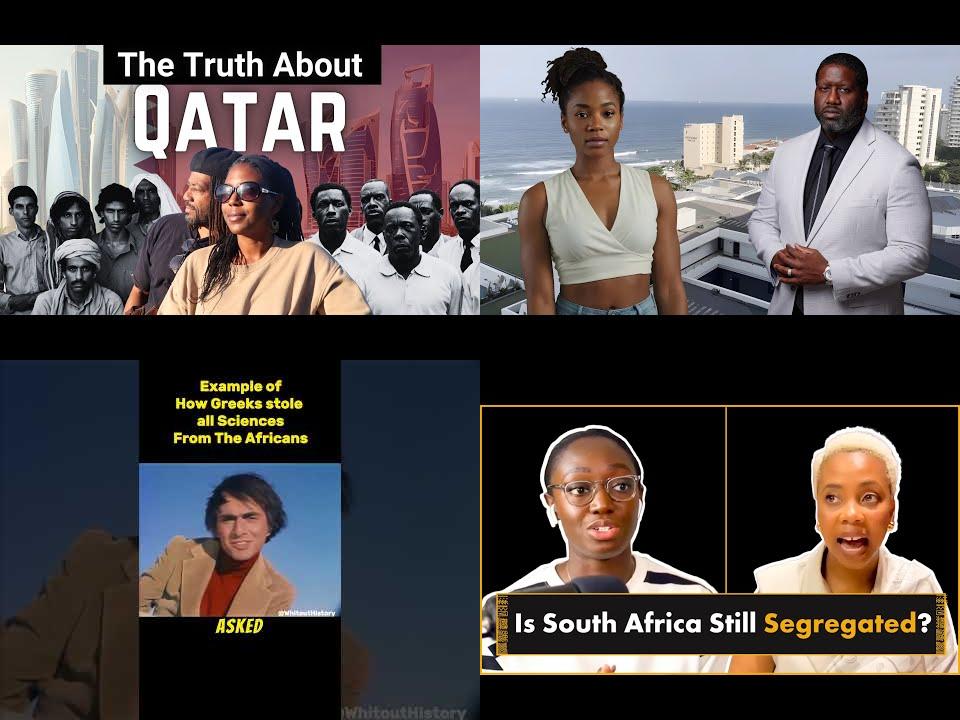 The Truth About
QATAR
Example of
How Greeks stole
all Sciences
From The Africans
@WhitoutHistory
ASKED
@WhitoutHistory
Is South Africa Still Segregated?